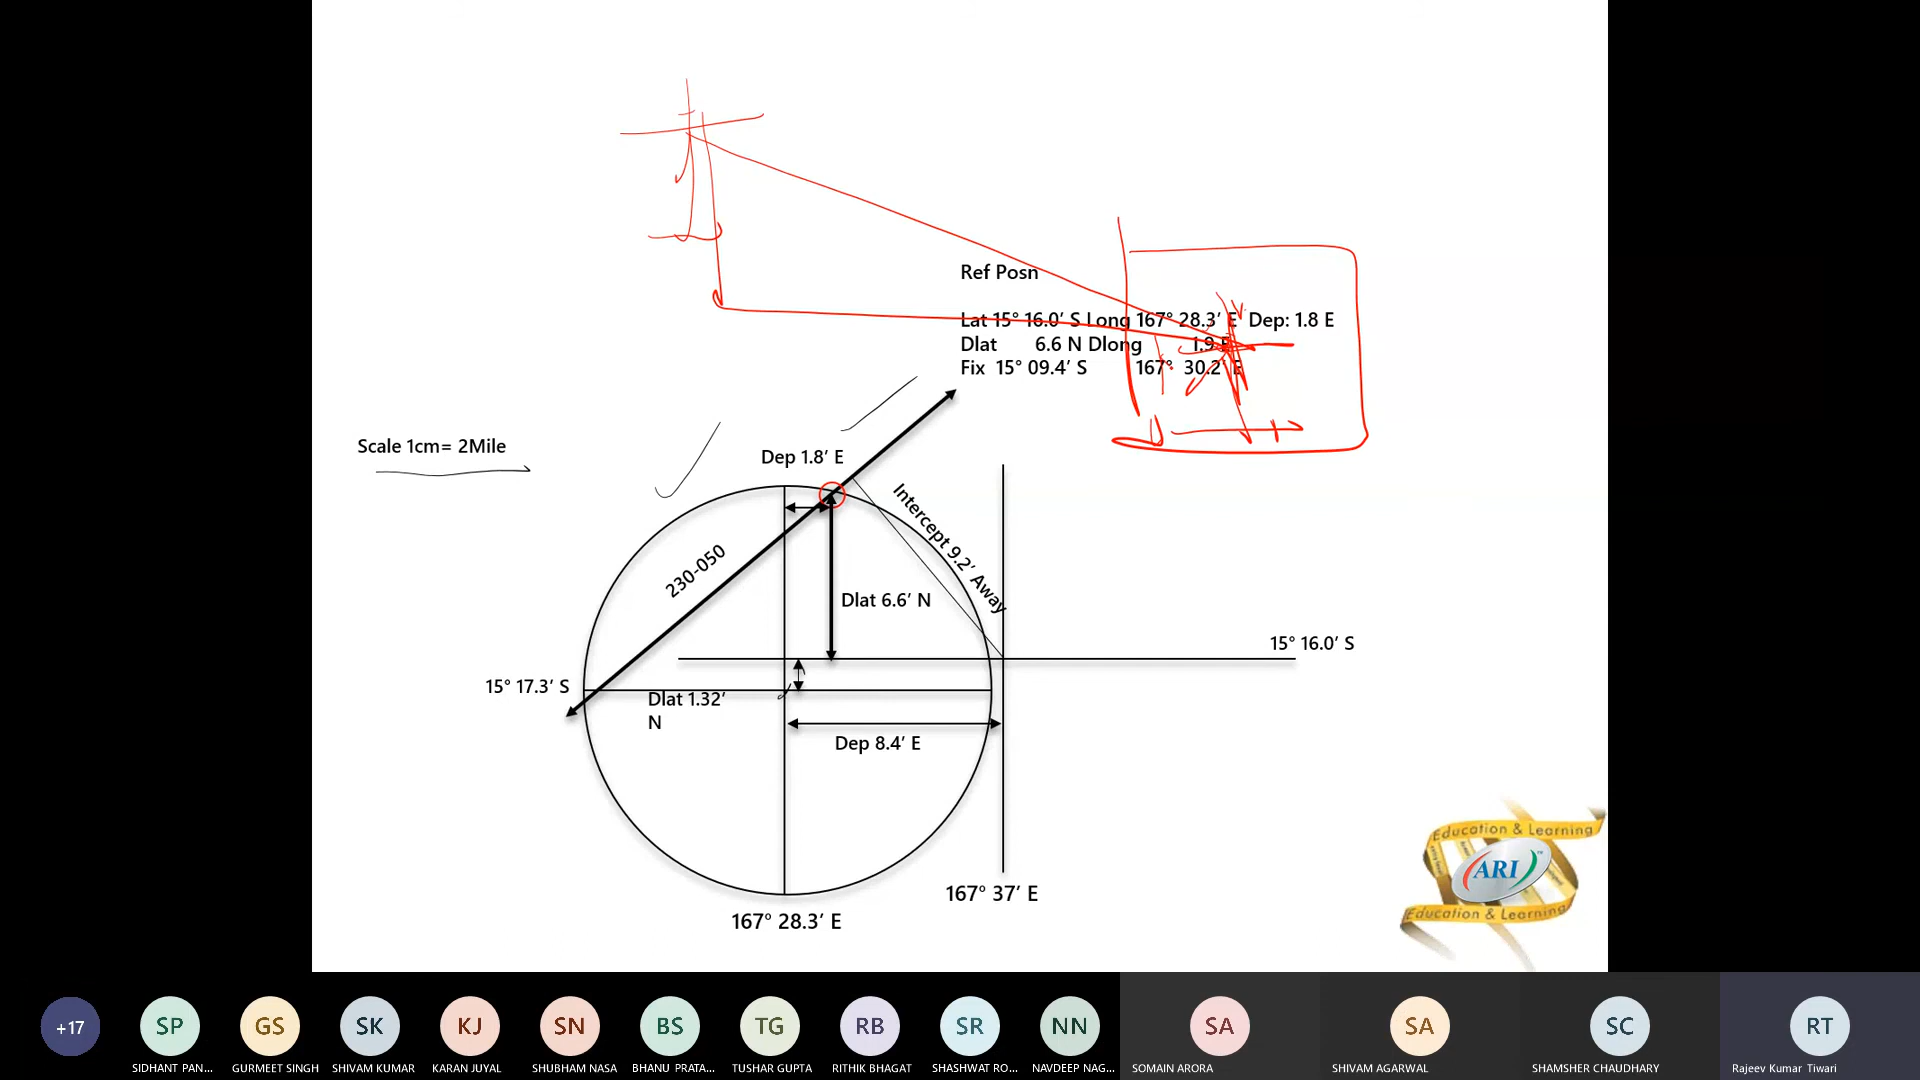 Ref Posn
Lat 15° 16.0’ S Long 167° 28.3’ E Dep: 1.8 E
Dlat 6.6 N Dlong 1.9 E
Fix 15° 09.4’ S 167° 30.2’ E
Scale 1cm= 2Mile
Dep 1.8’ E
Intercept 9.2’ Away
230-050
Dlat 6.6’ N
15° 16.0’ S
15° 17.3’ S
Dlat 1.32’
N
Dep 8.4’ E
167° 37’ E
167° 28.3’ E
Education & Learning
ARI
Education & Learning
+17 SP GS SK KJ SN BS TG RB SR NN SA SA SC RT
SIDHANT PAN... GURMEET SINGH SHIVAM KUMAR KARAN JUYAL SHUBHAM NASA BHANU PRATA... TUSHAR GUPTA RITHIK BHAGAT SHASHWAT RO... NAVDEEP NAG... SOMAIN ARORA SHIVAM AGARWAL SHAMSHER CHAUDHARY Rajeev Kumar Tiwari